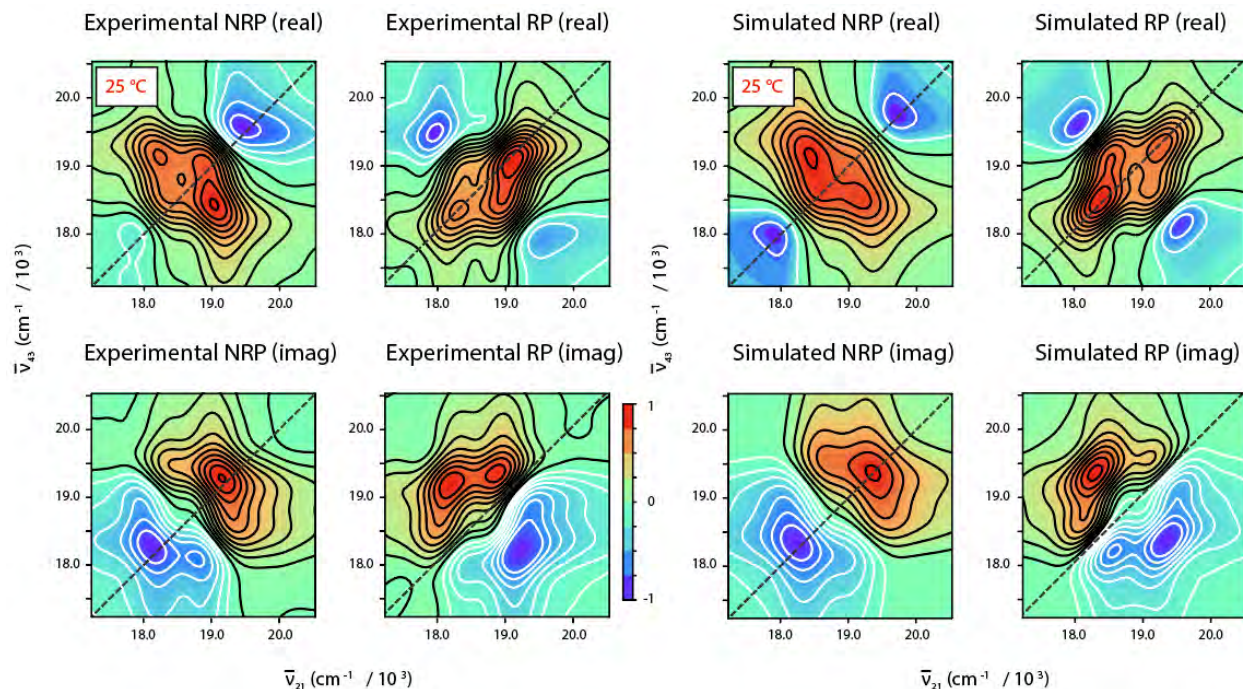 Experimental NRP (real) Experimental RP (real) Simulated NRP (real) Simulated RP (real)
25 °C 25 °C
20.0 20.0 20.0 20.0
19.0 19.0 19.0 19.0
18.0 18.0 18.0 18.0
18.0 19.0 20.0 18.0 19.0 20.0 18.0 19.0 20.0 18.0 19.0 20.0
ν̅₄₃ (cm⁻¹ / 10³) ν̅₄₃ (cm⁻¹ / 10³)
Experimental NRP (imag) Experimental RP (imag) Simulated NRP (imag) Simulated RP (imag)
1
0
-1
20.0 20.0 20.0 20.0
19.0 19.0 19.0 19.0
18.0 18.0 18.0 18.0
18.0 19.0 20.0 18.0 19.0 20.0 18.0 19.0 20.0 18.0 19.0 20.0
ν̅₂₁ (cm⁻¹ / 10³) ν̅₂₁ (cm⁻¹ / 10³)